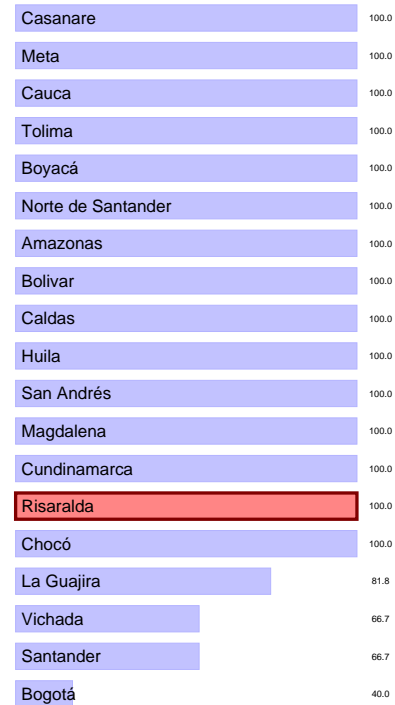 Casanare 100.0
Meta 100.0
Cauca 100.0
Tolima 100.0
Boyacá 100.0
Norte de Santander 100.0
Amazonas 100.0
Bolivar 100.0
Caldas 100.0
Huila 100.0
San Andrés 100.0
Magdalena 100.0
Cundinamarca 100.0
Risaralda 100.0
Chocó 100.0
La Guajira 81.8
Vichada 66.7
Santander 66.7
Bogotá 40.0